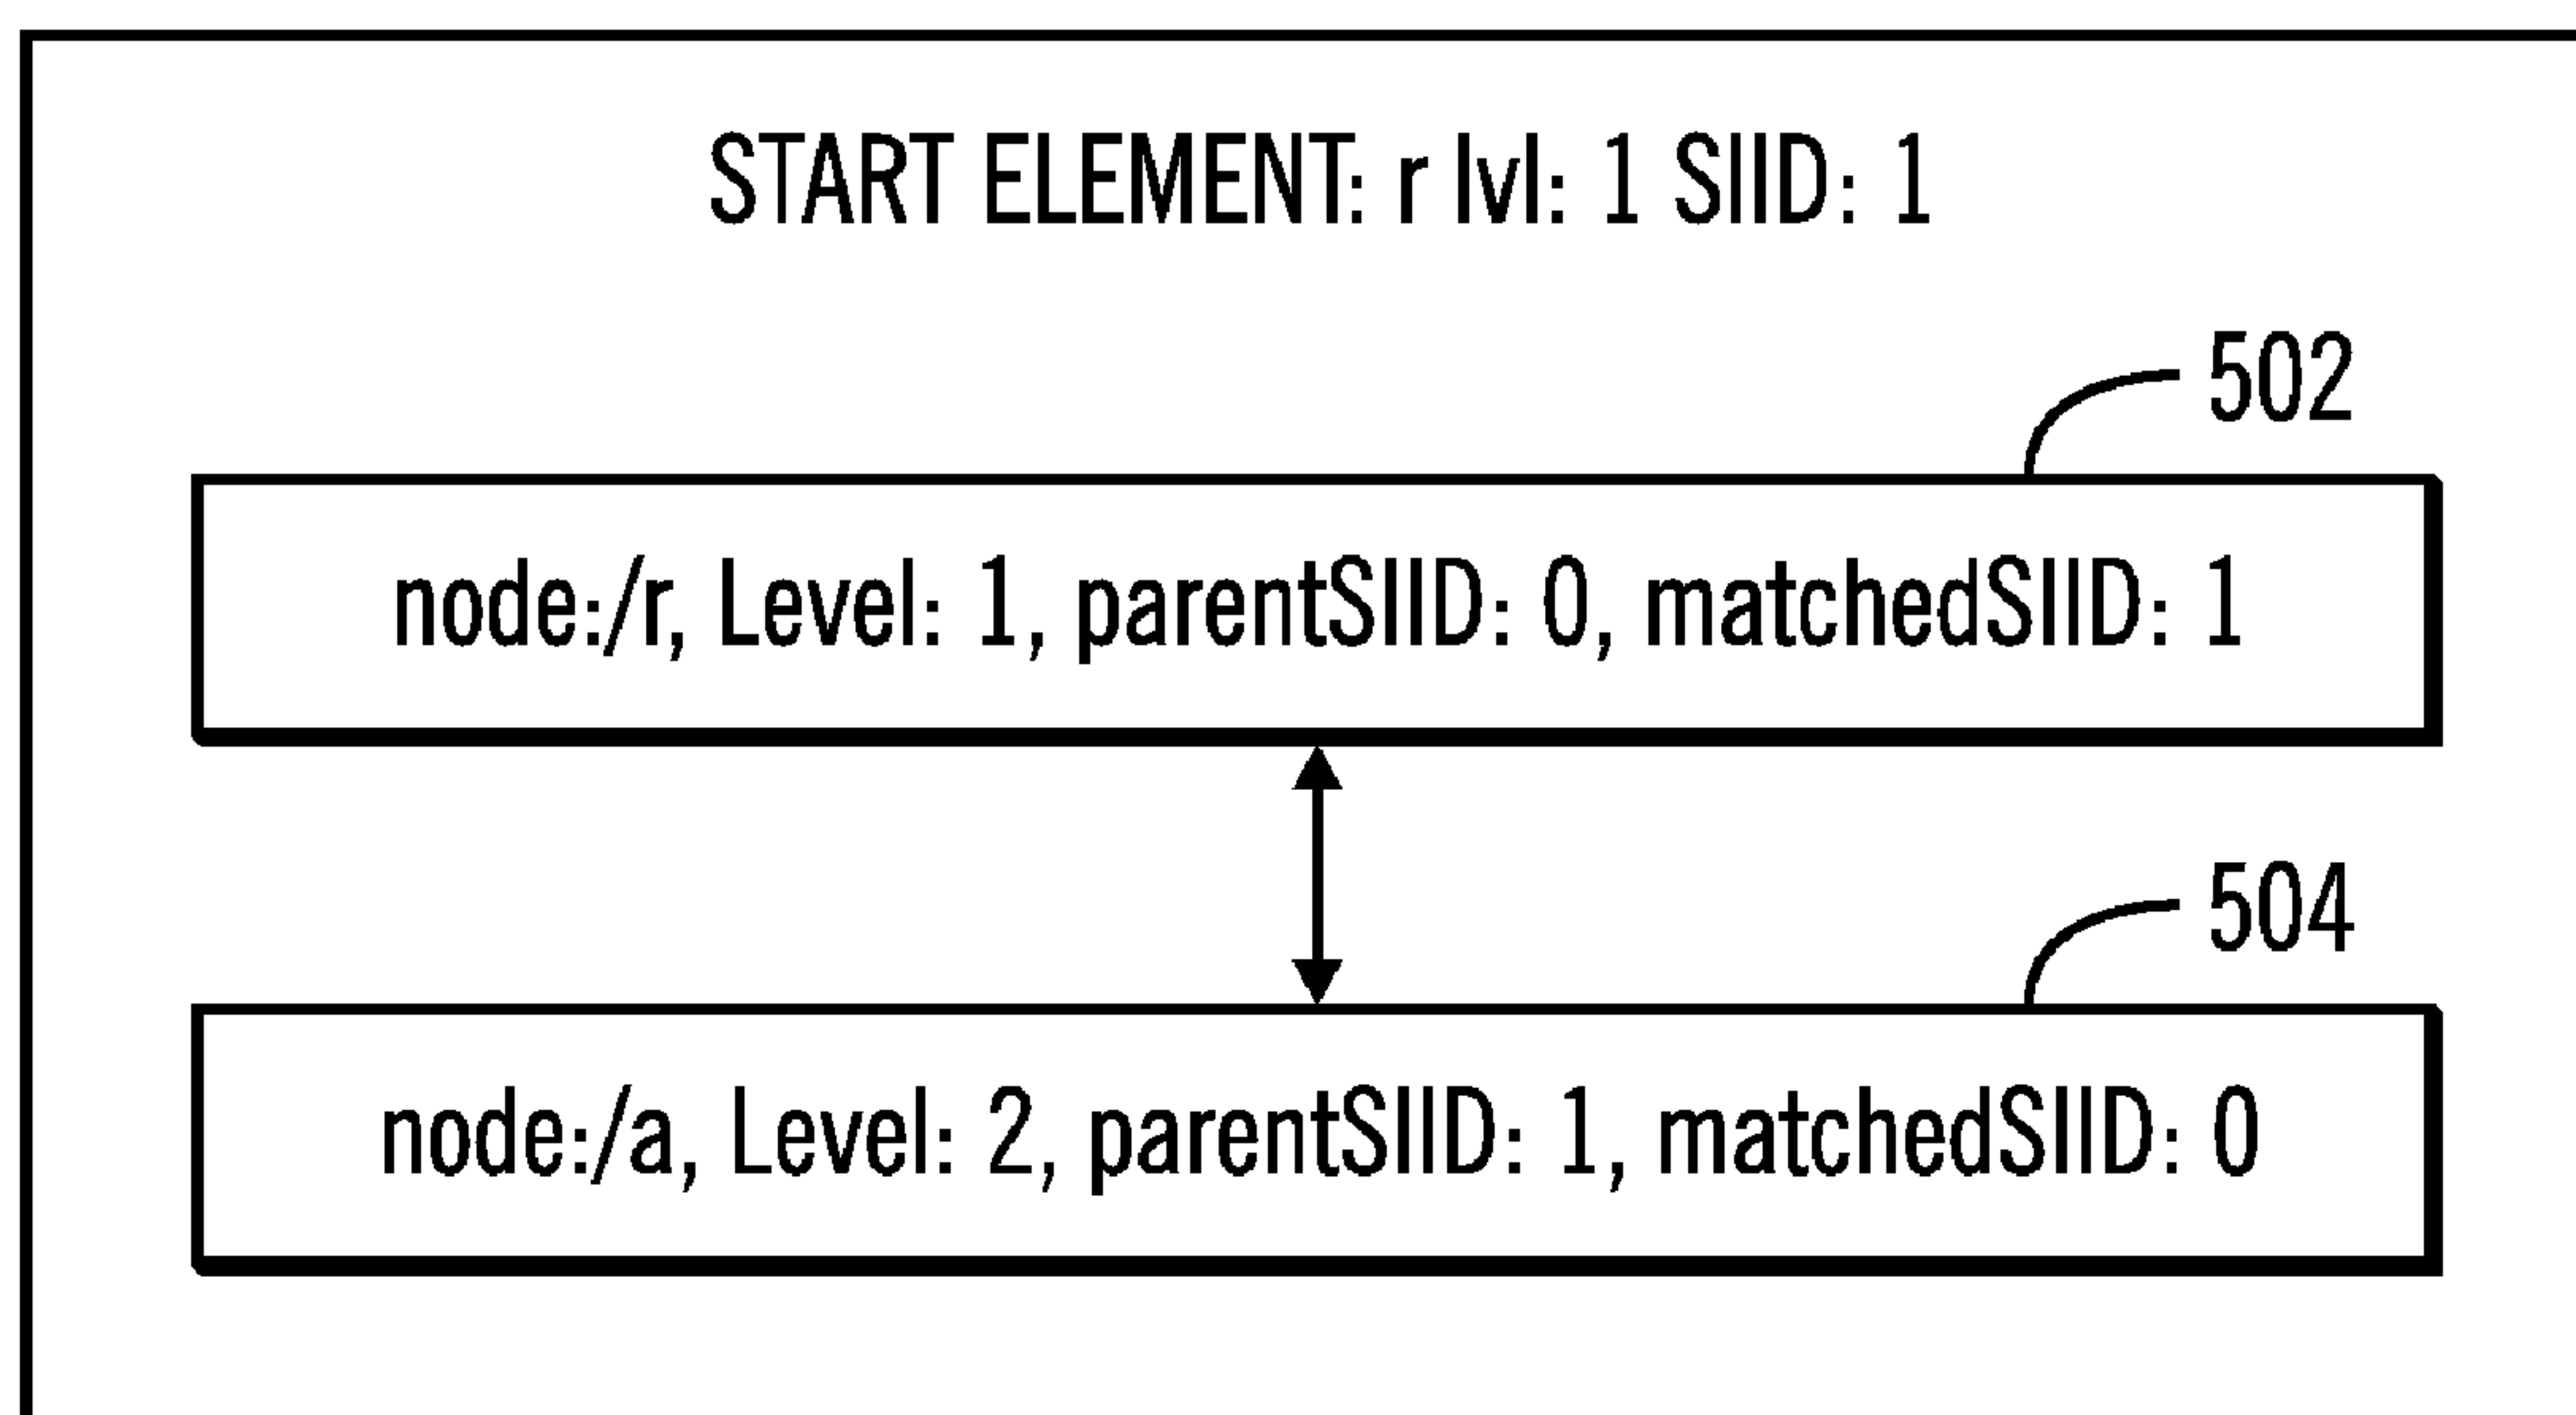 START ELEMENT: r lvl: 1 SIID: 1
502
node:/r, Level: 1, parentSIID: 0, matchedSIID: 1
504
node:/a, Level: 2, parentSIID: 1, matchedSIID: 0